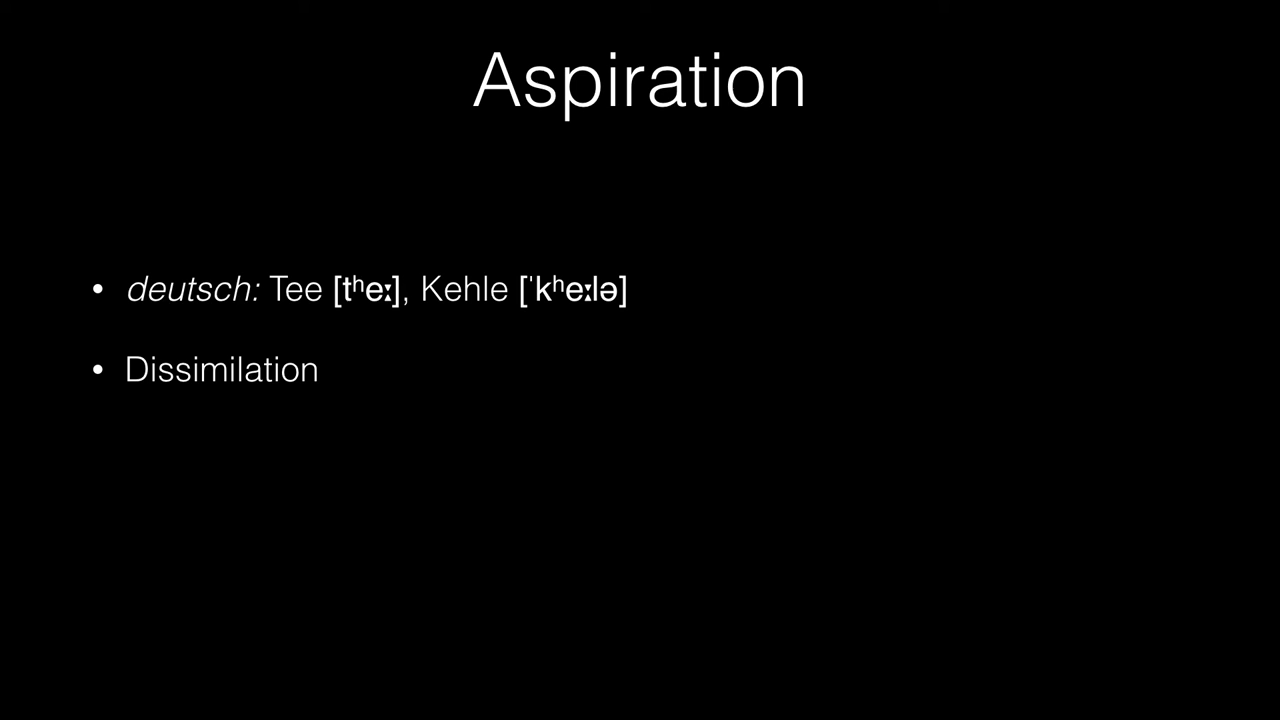 Aspiration
• deutsch: Tee [tʰeː], Kehle [ˈkʰeːlə]
• Dissimilation